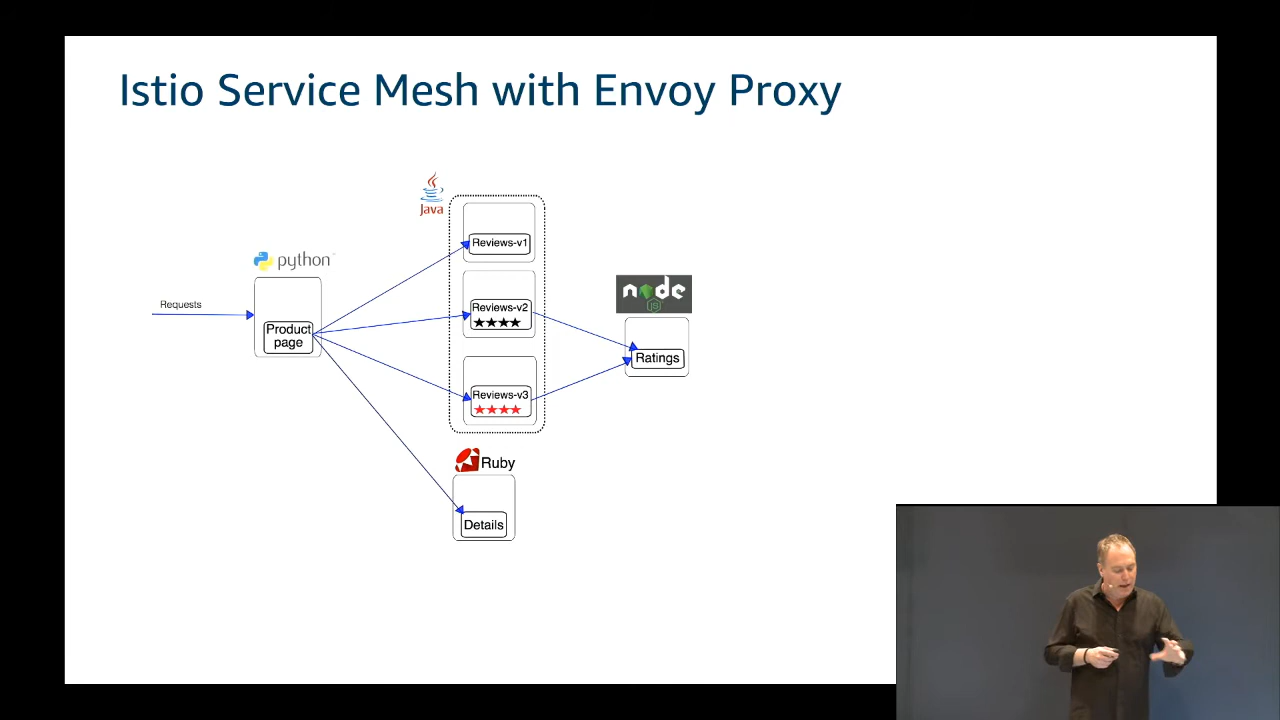 Istio Service Mesh with Envoy Proxy
Java
Reviews-v1
python
Requests
Product
page
Reviews-v2
node
JS
Ratings
Reviews-v3
Ruby
Details